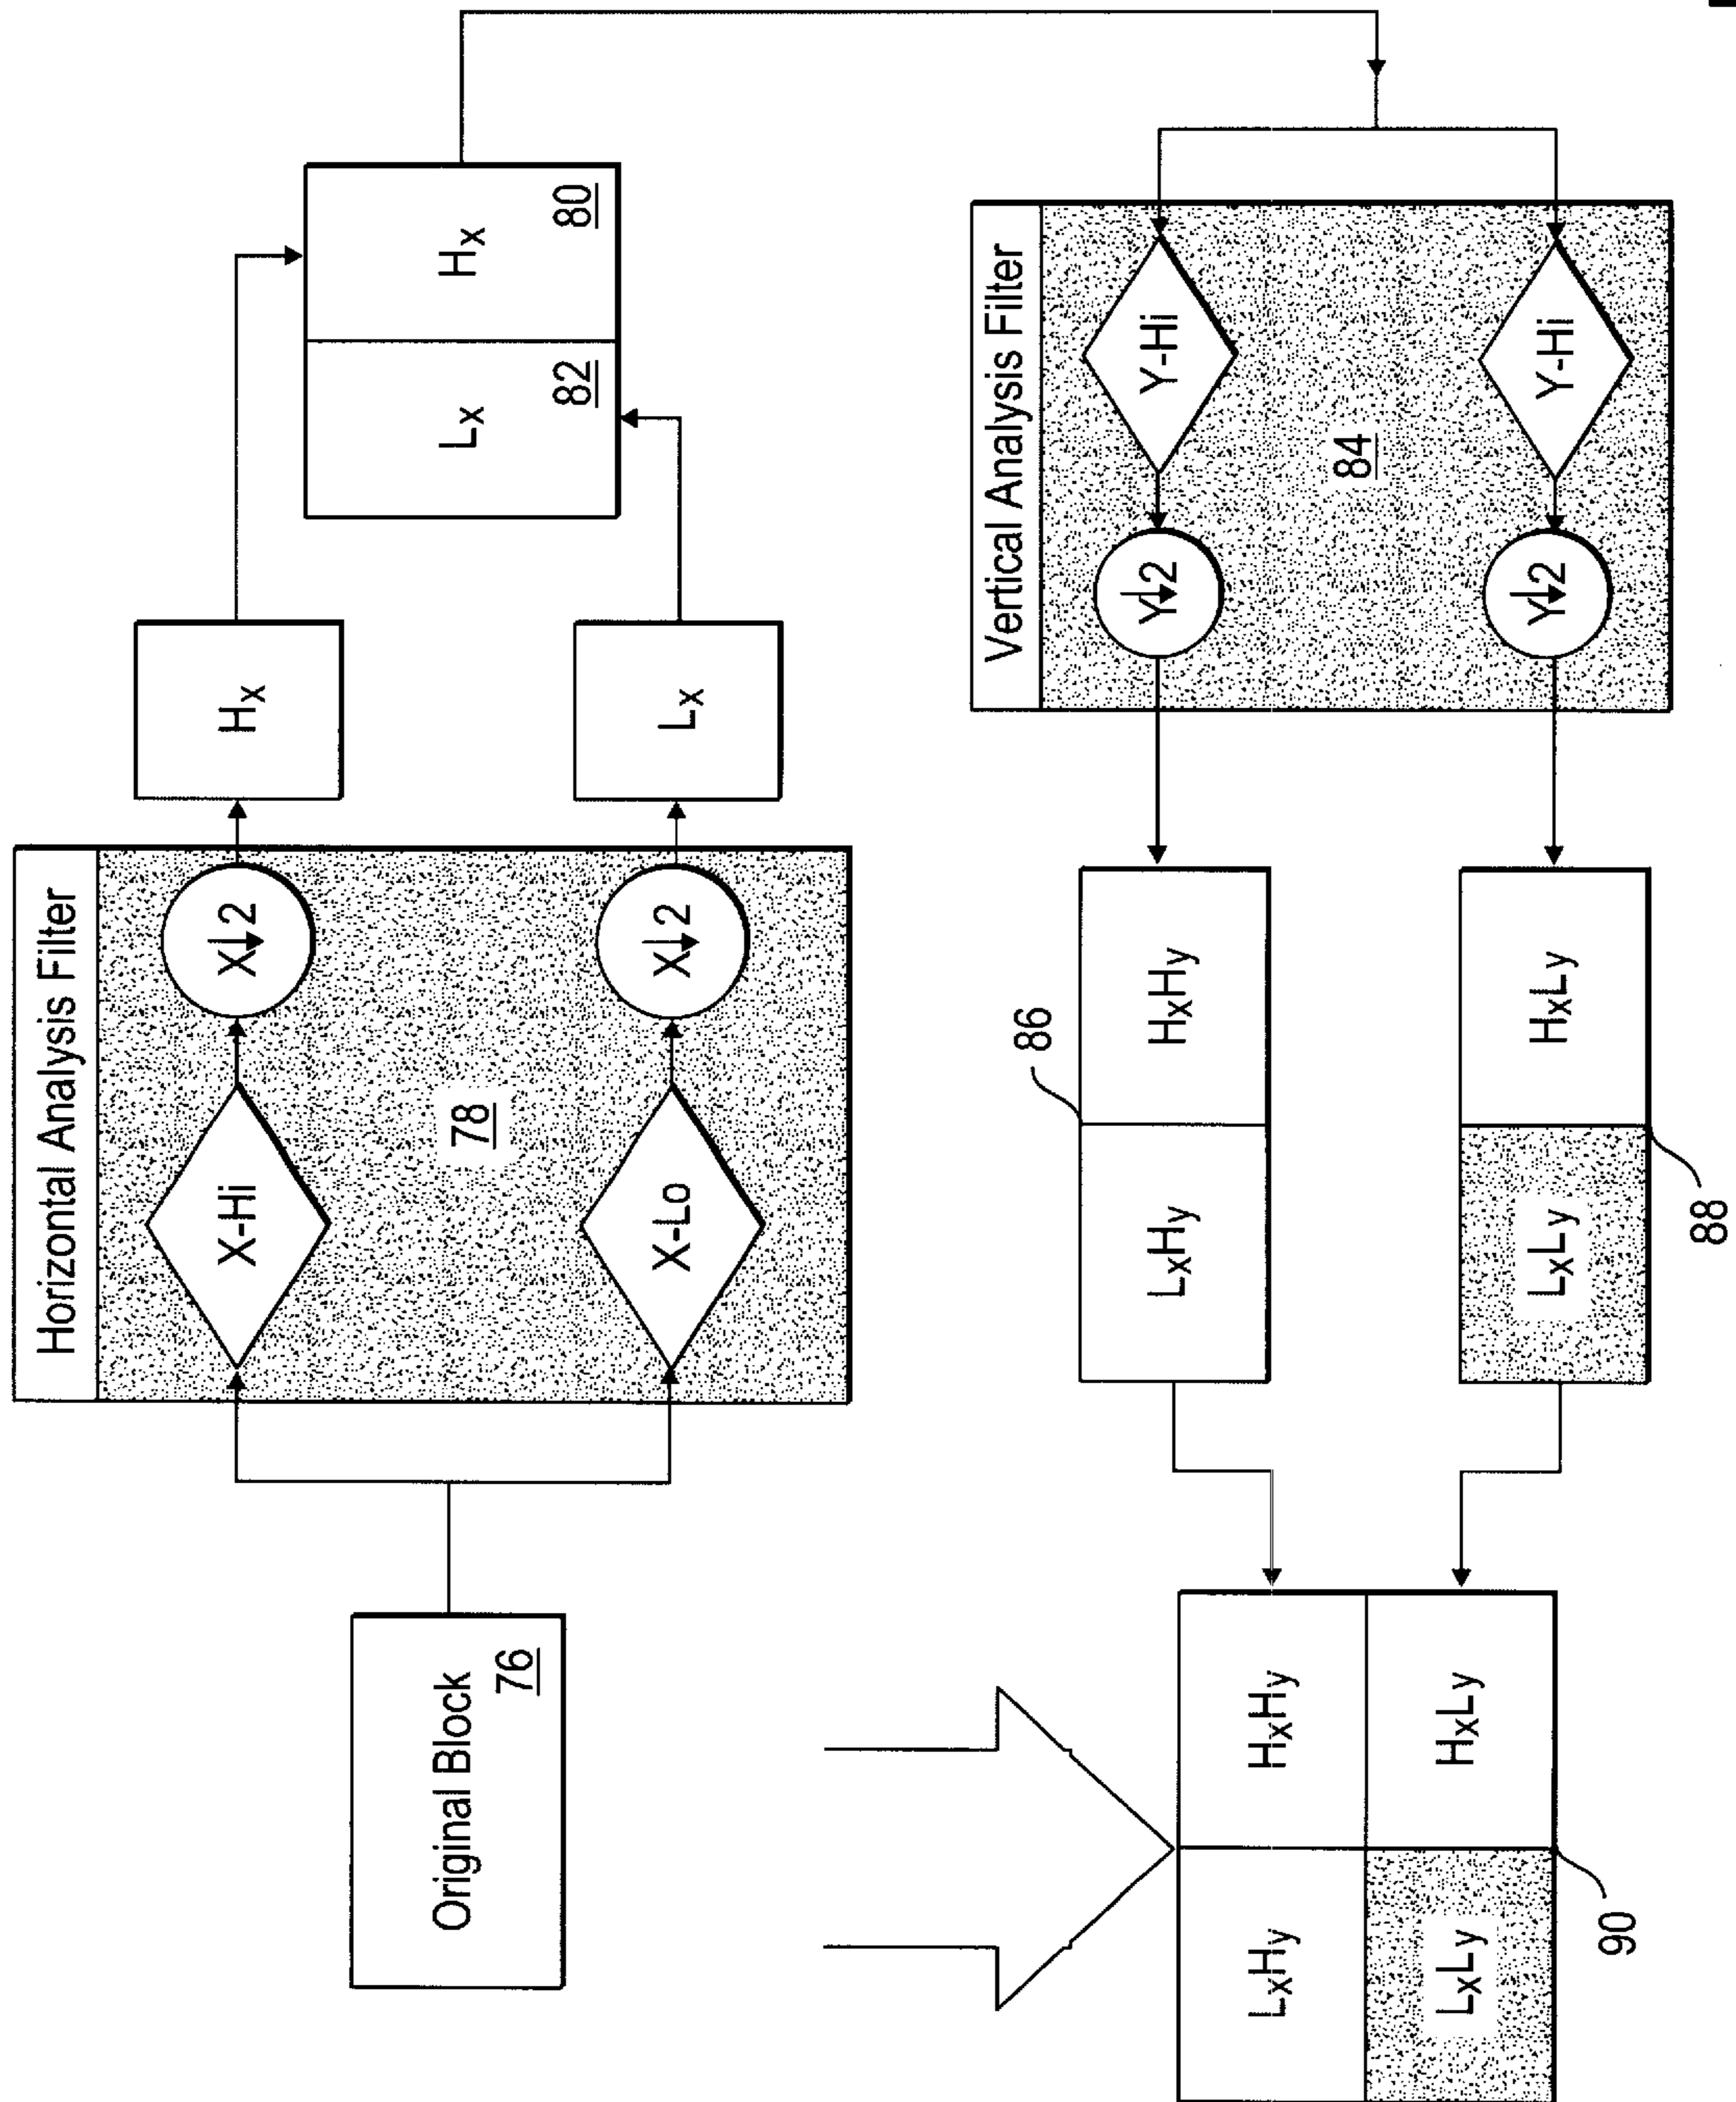 Original Block
76
Horizontal Analysis Filter
X-Hi
X↓2
78
X-Lo
X↓2
Hx
Lx
Lx
82
Hx
80
Vertical Analysis Filter
Y-Hi
Y↓2
84
Y-Hi
Y↓2
86
LxHy
HxHy
LxLy
HxLy
88
LxHy
HxHy
LxLy
HxLy
90